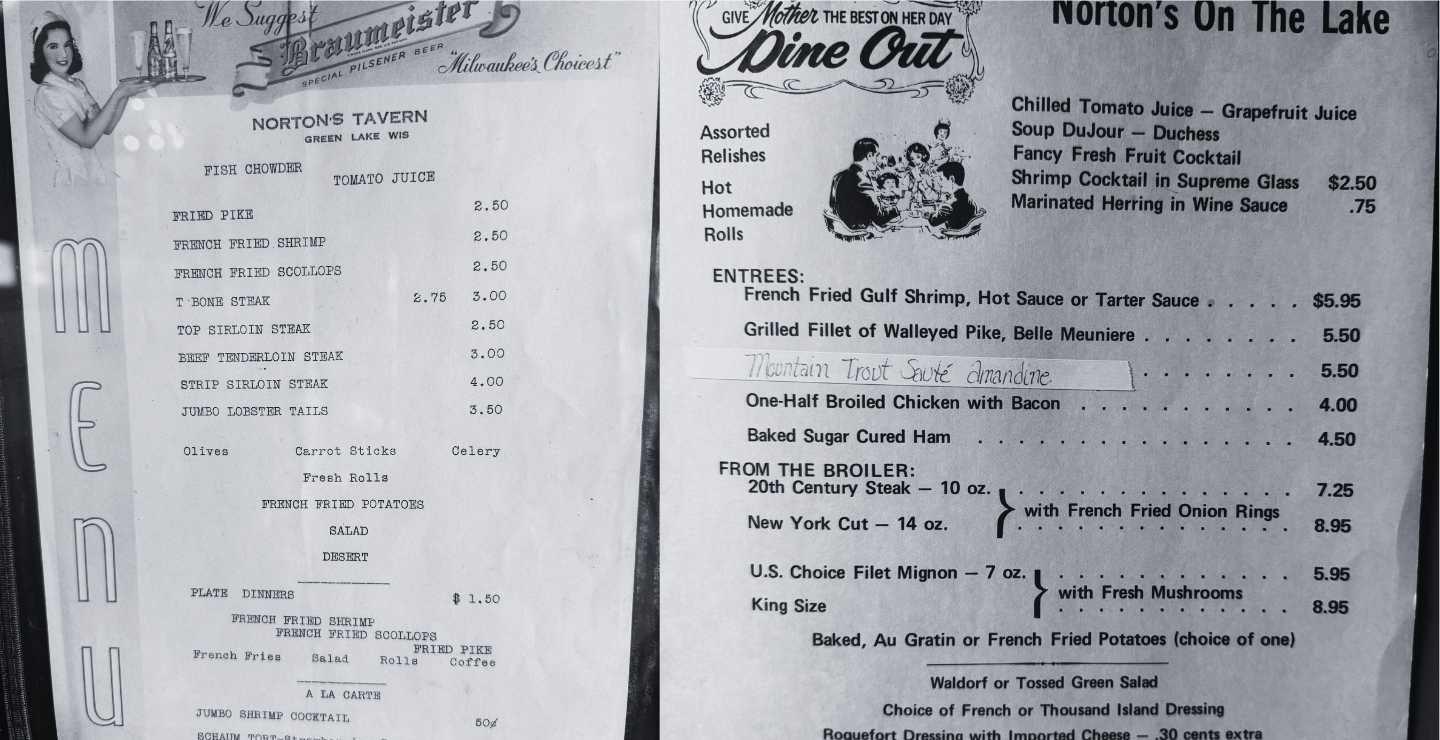 We Suggest
Braumeister
SPECIAL PILSENER BEER
"Milwaukee's Choicest"
menu
NORTON'S TAVERN
GREEN LAKE WIS
FISH CHOWDER
TOMATO JUICE
FRIED PIKE 2.50
FRENCH FRIED SHRIMP 2.50
FRENCH FRIED SCOLLOPS 2.50
T BONE STEAK 2.75 3.00
TOP SIRLOIN STEAK 2.50
BEEF TENDERLOIN STEAK 3.00
STRIP SIRLOIN STEAK 4.00
JUMBO LOBSTER TAILS 3.50
Olives Carrot Sticks Celery
Fresh Rolls
FRENCH FRIED POTATOES
SALAD
DESERT
PLATE DINNERS $ 1.50
FRENCH FRIED SHRIMP
FRENCH FRIED SCOLLOPS
FRIED PIKE
French Fries Salad Rolls Coffee
A LA CARTE
JUMBO SHRIMP COCKTAIL 50¢
SCHAUM TORT
GIVE Mother THE BEST ON HER DAY
Dine Out
Norton's On The Lake
Assorted
Relishes
Hot
Homemade
Rolls
Chilled Tomato Juice — Grapefruit Juice
Soup DuJour — Duchess
Fancy Fresh Fruit Cocktail
Shrimp Cocktail in Supreme Glass $2.50
Marinated Herring in Wine Sauce .75
ENTREES:
French Fried Gulf Shrimp, Hot Sauce or Tarter Sauce . . . . . $5.95
Grilled Fillet of Walleyed Pike, Belle Meuniere . . . . . . . . . 5.50
Mountain Trout Sauté Amandine . . . . . . . . . 5.50
One-Half Broiled Chicken with Bacon . . . . . . . . . . . . 4.00
Baked Sugar Cured Ham . . . . . . . . . . . . . . . . . . 4.50
FROM THE BROILER:
20th Century Steak — 10 oz. . . . . . . . . . . . . . . . . 7.25
with French Fried Onion Rings
New York Cut — 14 oz. . . . . . . . . . . . . . . . . 8.95
U.S. Choice Filet Mignon — 7 oz. . . . . . . . . . . . . . . 5.95
with Fresh Mushrooms
King Size . . . . . . . . . . . . . . 8.95
Baked, Au Gratin or French Fried Potatoes (choice of one)
Waldorf or Tossed Green Salad
Choice of French or Thousand Island Dressing
Roquefort Dressing with Imported Cheese — .30 cents extra